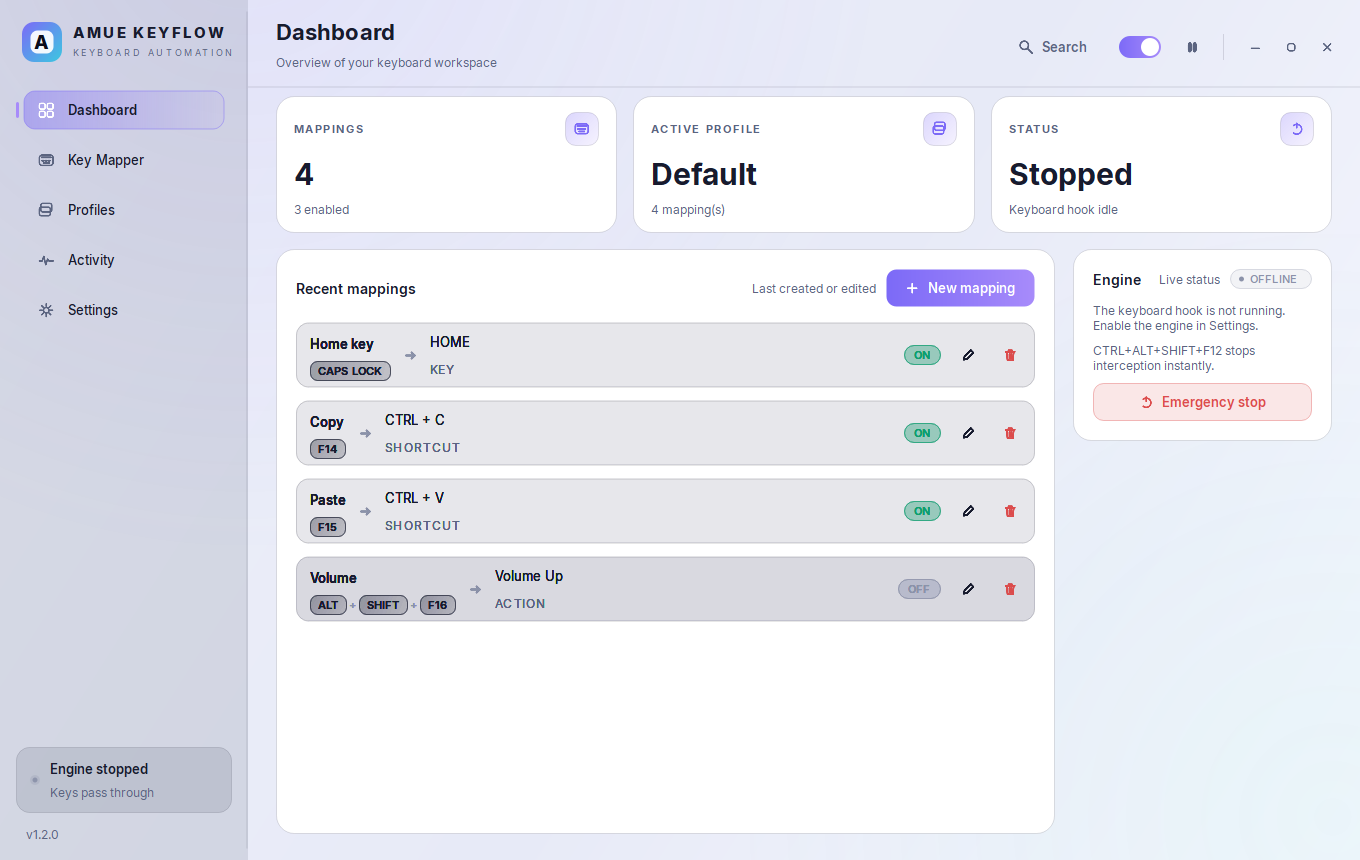 A
AMUE KEYFLOW
KEYBOARD AUTOMATION
Dashboard
Key Mapper
Profiles
Activity
Settings
Engine stopped
Keys pass through
v1.2.0
Dashboard
Overview of your keyboard workspace
Search
MAPPINGS
4
3 enabled
ACTIVE PROFILE
Default
4 mapping(s)
STATUS
Stopped
Keyboard hook idle
Recent mappings
Last created or edited
New mapping
Home key
CAPS LOCK
HOME
KEY
ON
Copy
F14
CTRL + C
SHORTCUT
ON
Paste
F15
CTRL + V
SHORTCUT
ON
Volume
ALT + SHIFT + F16
Volume Up
ACTION
OFF
Engine
Live status
OFFLINE
The keyboard hook is not running.
Enable the engine in Settings.
CTRL+ALT+SHIFT+F12 stops
interception instantly.
Emergency stop